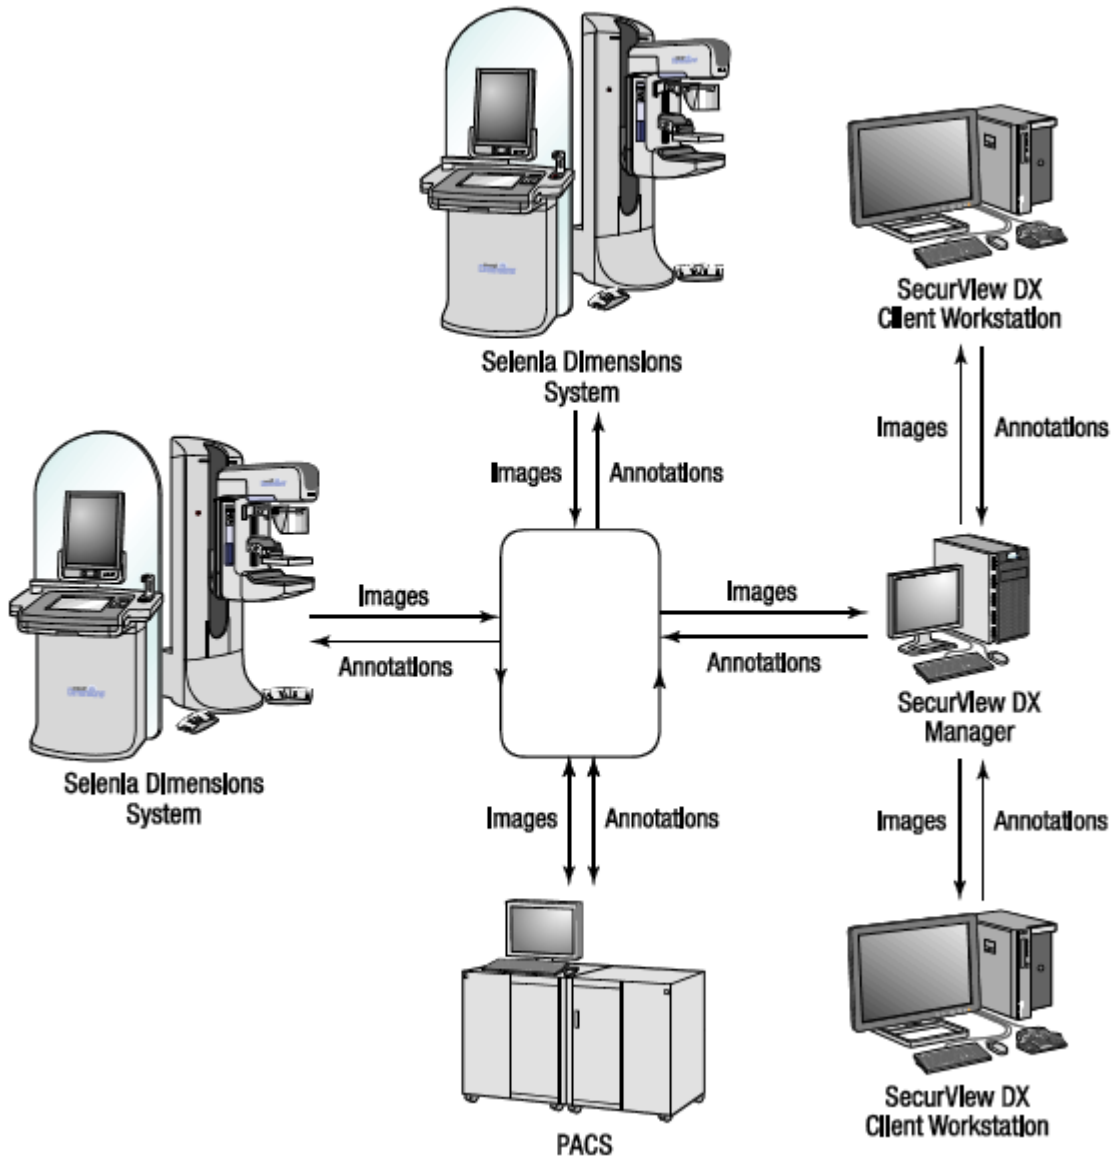 Selenia Dimensions
System
SecurView DX
Client Workstation
Images
Annotations
Images
Annotations
Images
Annotations
Images
Annotations
Selenia Dimensions
System
SecurView DX
Manager
Images
Annotations
Images
Annotations
PACS
SecurView DX
Client Workstation